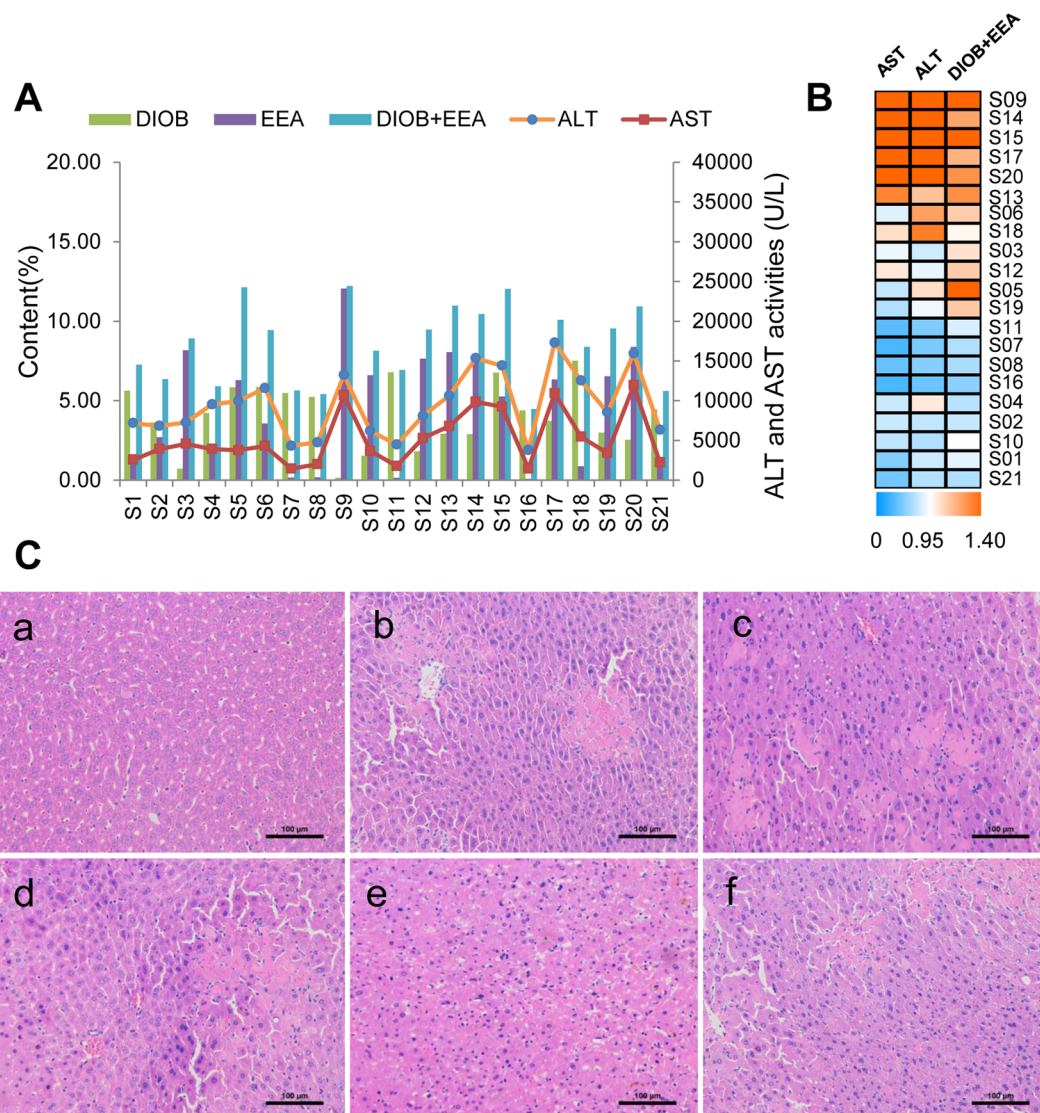 A
DIOB EEA DIOB+EEA ALT AST
20.00
15.00
10.00
5.00
0.00
Content(%)
40000
35000
30000
25000
20000
15000
10000
5000
0
ALT and AST activities (U/L)
S1 S2 S3 S4 S5 S6 S7 S8 S9 S10 S11 S12 S13 S14 S15 S16 S17 S18 S19 S20 S21
B
AST ALT DIOB+EEA
S09
S14
S15
S17
S20
S13
S06
S18
S03
S12
S05
S19
S11
S07
S08
S16
S04
S02
S10
S01
S21
0 0.95 1.40
C
a
100 μm
b
100 μm
c
100 μm
d
100 μm
e
100 μm
f
100 μm